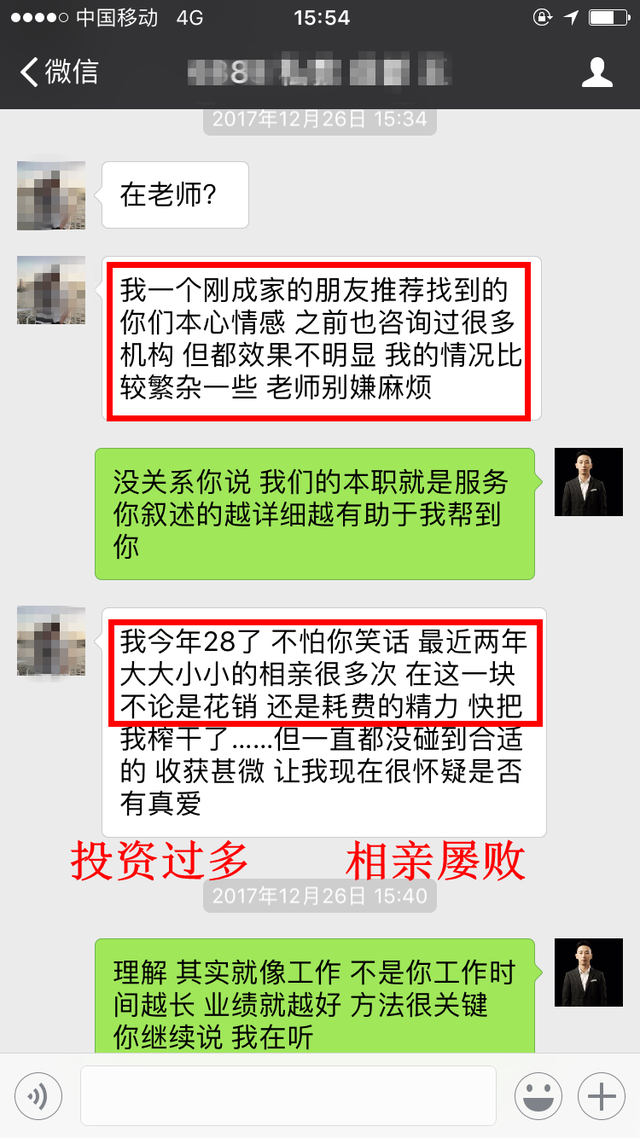 中国移动 4G 15:54
微信
2017年12月26日 15:34
在老师？
我一个刚成家的朋友推荐找到的
你们本心情感 之前也咨询过很多
机构 但都效果不明显 我的情况比
较繁杂一些 老师别嫌麻烦
没关系你说 我们的本职就是服务
你叙述的越详细越有助于我帮到
你
我今年28了 不怕你笑话 最近两年
大大小小的相亲很多次 在这一块
不论是花销 还是耗费的精力 快把
我榨干了……但一直都没碰到合适
的 收获甚微 让我现在很怀疑是否
有真爱
投资过多 相亲屡败
2017年12月26日 15:40
理解 其实就像工作 不是你工作时
间越长 业绩就越好 方法很关键
你继续说 我在听